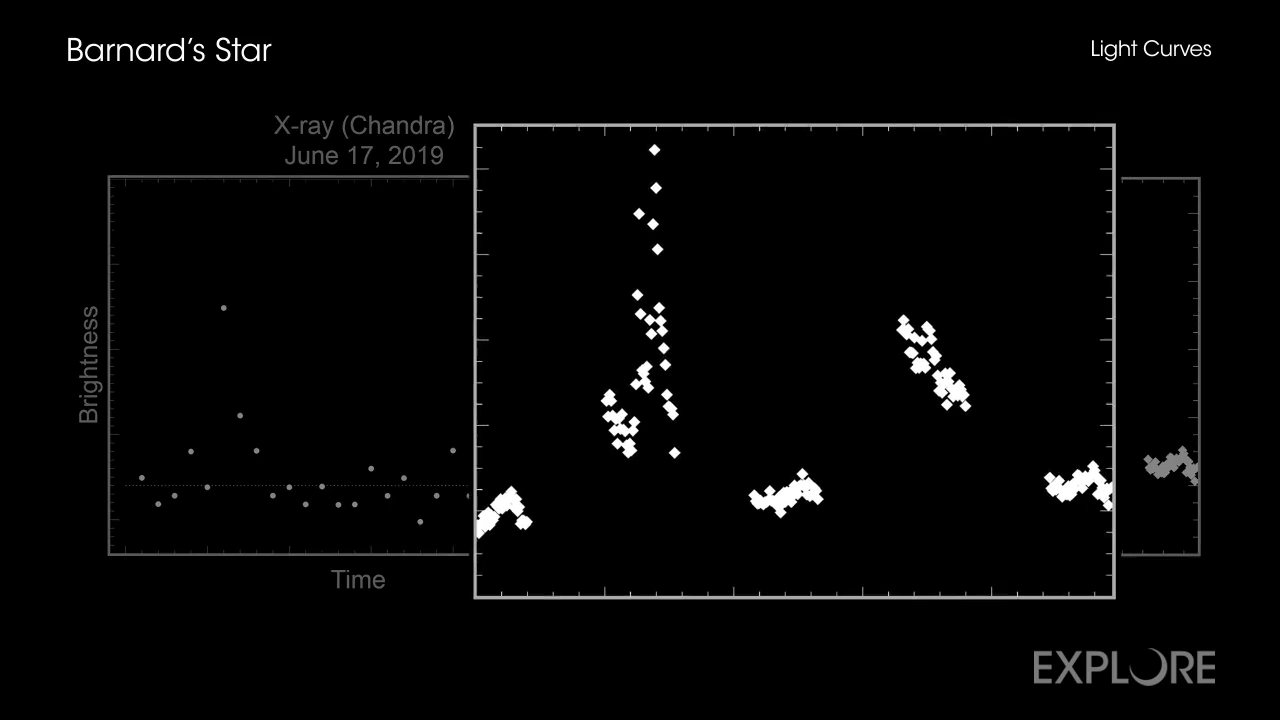 Barnard's Star
Light Curves
X-ray (Chandra)
June 17, 2019
Brightness
Time
EXPLORE